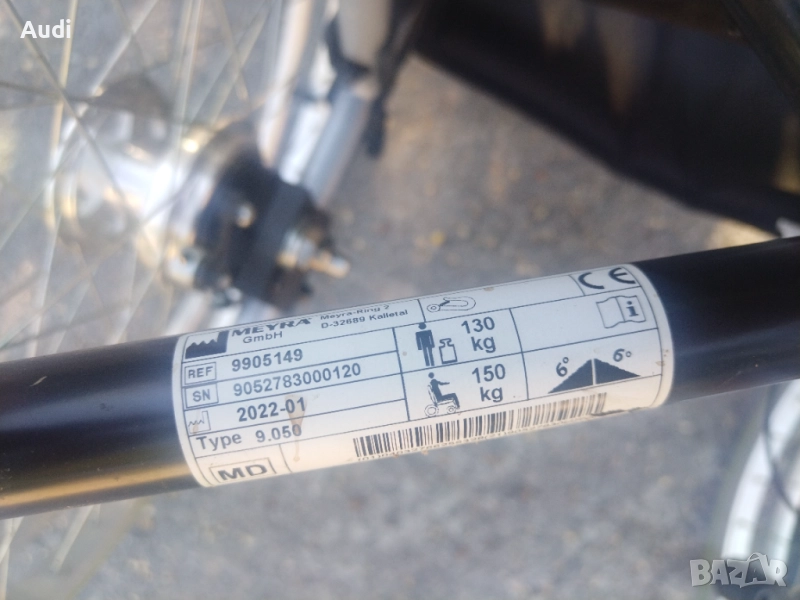 Audi
MEYRA®
GmbH
Meyra-Ring 2
D-32689 Kalletal
CE
REF 9905149
SN 9052783000120
2022-01
Type 9.050
MD
130
kg
150
kg
i
6° 6°
BAZAR